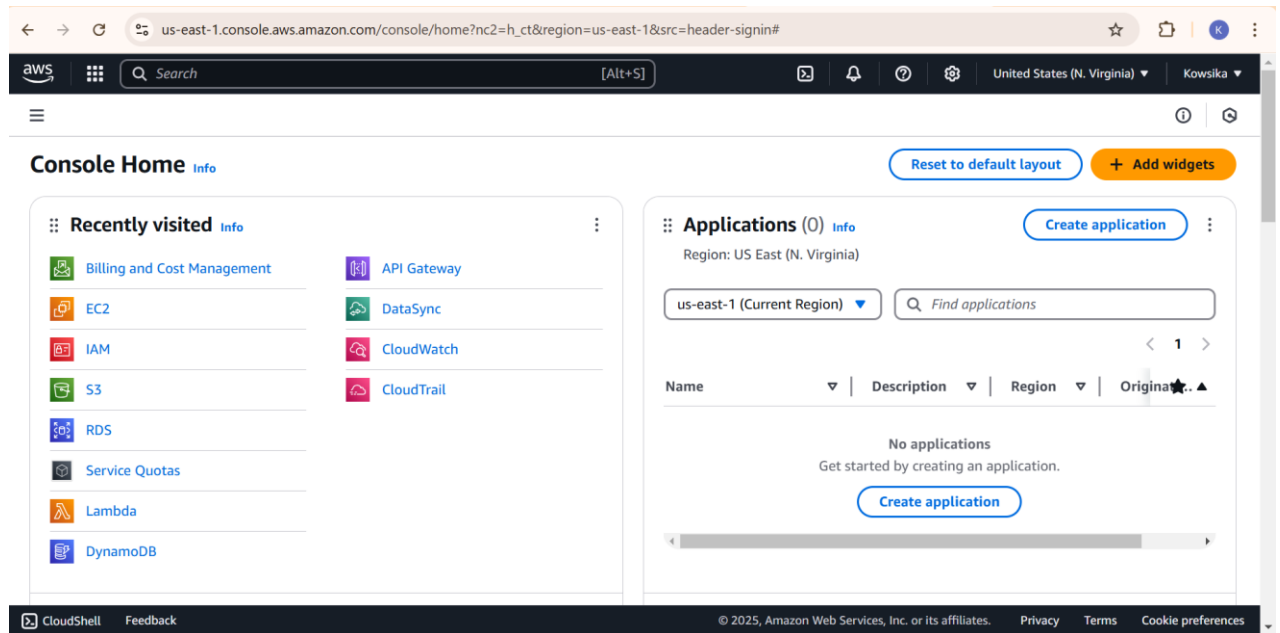 us-east-1.console.aws.amazon.com/console/home?nc2=h_ct&region=us-east-1&src=header-signin#
K
aws
Search
[Alt+S]
United States (N. Virginia)
Kowsika
Console Home Info
Reset to default layout
+ Add widgets
Recently visited Info
Billing and Cost Management
EC2
IAM
S3
RDS
Service Quotas
Lambda
DynamoDB
API Gateway
DataSync
CloudWatch
CloudTrail
Applications (0) Info
Create application
Region: US East (N. Virginia)
us-east-1 (Current Region)
Find applications
1
Name
Description
Region
No applications
Get started by creating an application.
Create application
CloudShell Feedback
© 2025, Amazon Web Services, Inc. or its affiliates. Privacy Terms Cookie preferences